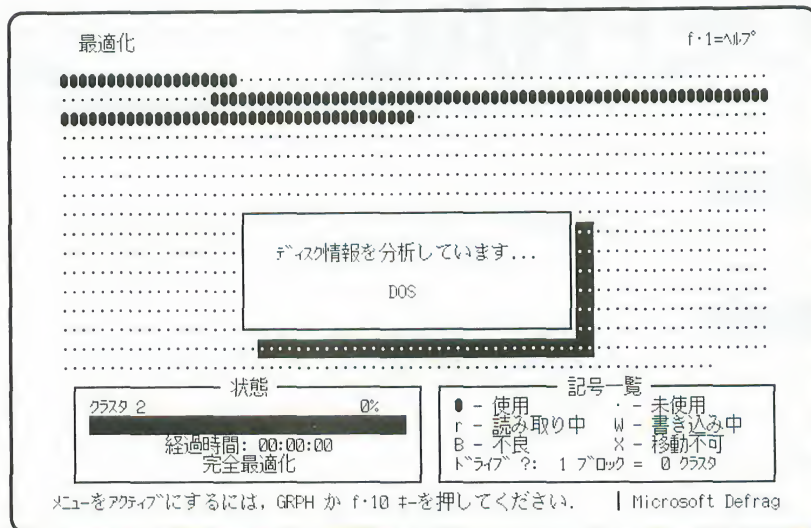 最適化 f・1=ﾍﾙﾌﾟ
ﾃﾞｨｽｸ情報を分析しています...
DOS
状態
ｸﾗｽﾀ 2 0%
経過時間: 00:00:00
完全最適化
記号一覧
- 使用 ・ - 未使用
r - 読み取り中 W - 書き込み中
B - 不良 X - 移動不可
ﾄﾞﾗｲﾌﾞ ?: 1 ﾌﾞﾛｯｸ = 0 ｸﾗｽﾀ
ﾒﾆｭｰをｱｸﾃｨﾌﾞにするには, GRPH か f・10 ｷｰを押してください. | Microsoft Defrag